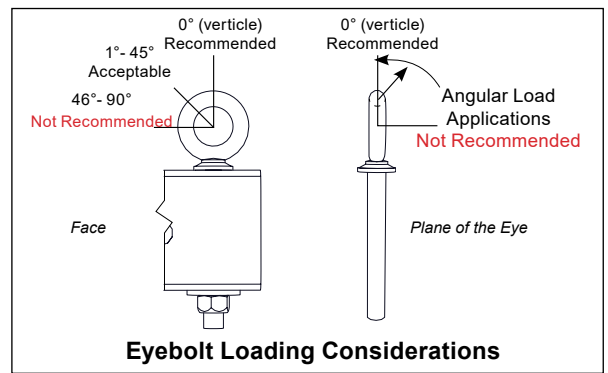 0° (verticle)
Recommended
1°- 45°
Acceptable
46°- 90°
Not Recommended
Face
0° (verticle)
Recommended
Angular Load
Applications
Not Recommended
Plane of the Eye
Eyebolt Loading Considerations